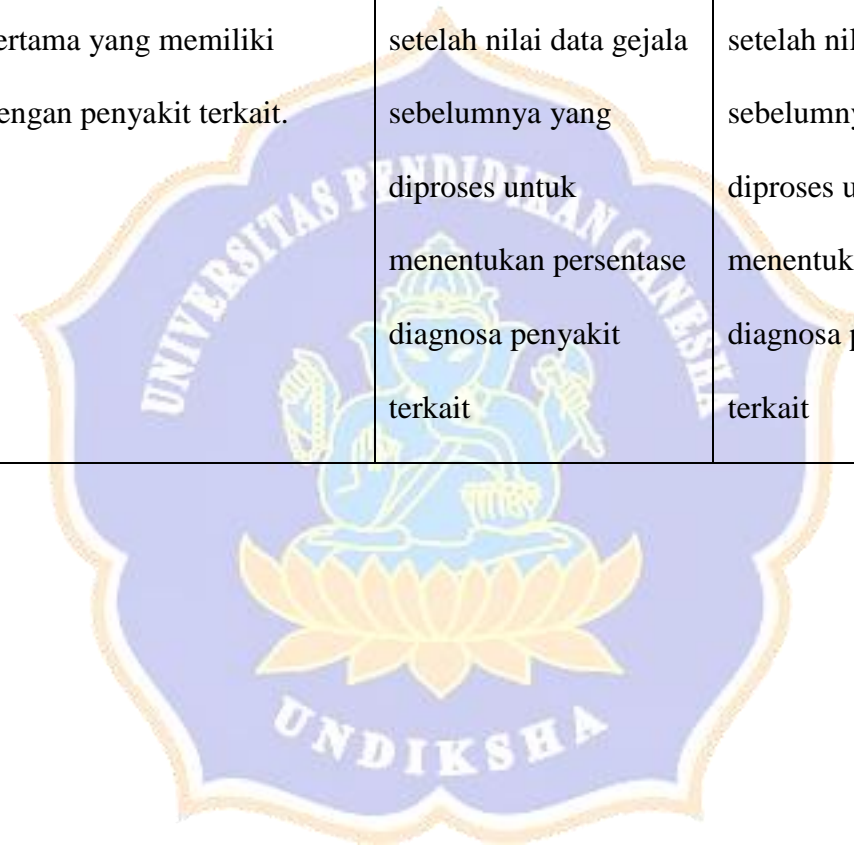 ertama yang memiliki
engan penyakit terkait.
setelah nilai data gejala
sebelumnya yang
diproses untuk
menentukan persentase
diagnosa penyakit
terkait
setelah nil
sebelumny
diproses u
menentuk
diagnosa p
terkait
UNIVERSITAS PENDIDIKAN GANESHA
UNDIKSHA